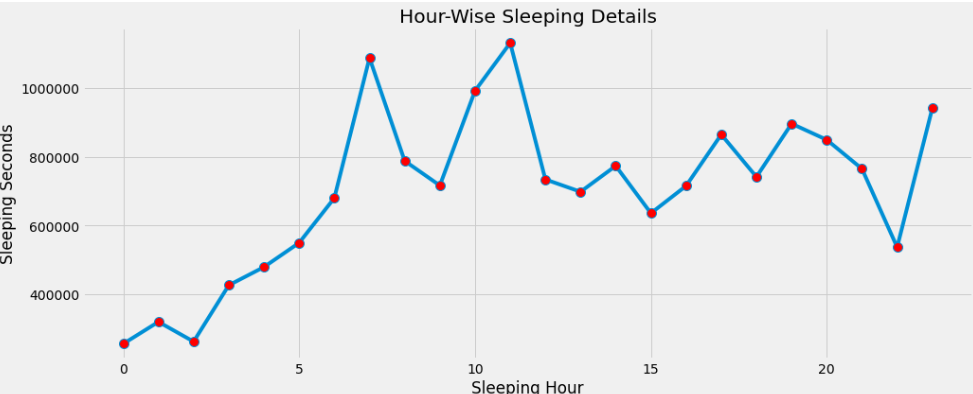 Hour-Wise Sleeping Details
Sleeping Seconds
1000000
800000
600000
400000
0 5 10 15 20
Sleeping Hour